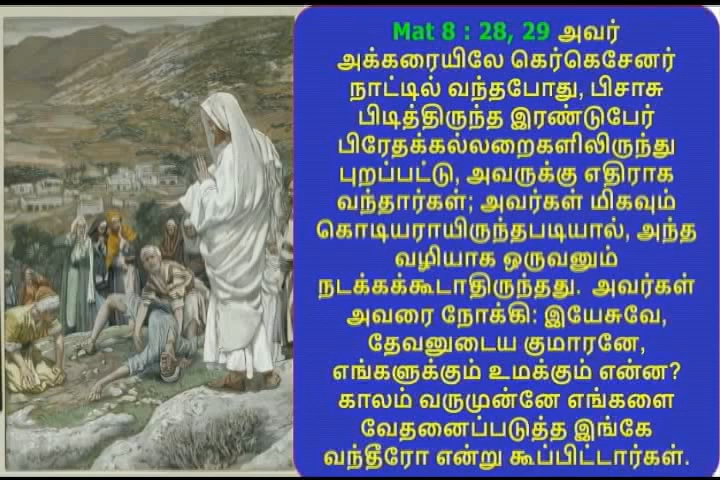 Mat 8 : 28, 29 அவர்
அக்கரையிலே கெர்கெசேனர்
நாட்டில் வந்தபோது, பிசாசு
பிடித்திருந்த இரண்டுபேர்
பிரேதக்கல்லறைகளிலிருந்து
புறப்பட்டு, அவருக்கு எதிராக
வந்தார்கள்; அவர்கள் மிகவும்
கொடியராயிருந்தபடியால், அந்த
வழியாக ஒருவனும்
நடக்கக்கூடாதிருந்தது. அவர்கள்
அவரை நோக்கி: இயேசுவே,
தேவனுடைய குமாரனே,
எங்களுக்கும் உமக்கும் என்ன?
காலம் வருமுன்னே எங்களை
வேதனைப்படுத்த இங்கே
வந்தீரோ என்று கூப்பிட்டார்கள்.